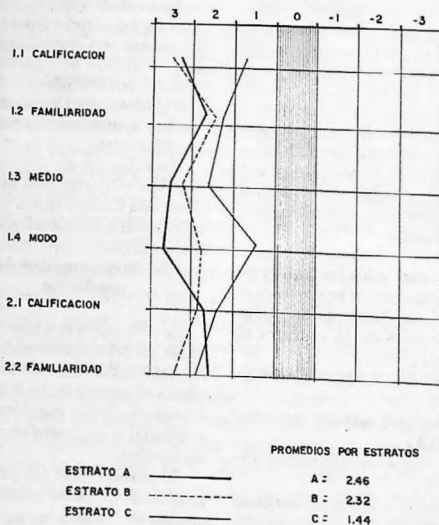 3 2 1 0 -1 -2 -3
1.1 CALIFICACION
1.2 FAMILIARIDAD
1.3 MEDIO
1.4 MODO
2.1 CALIFICACION
2.2 FAMILIARIDAD
PROMEDIOS POR ESTRATOS
ESTRATO A A = 2.46
ESTRATO B B = 2.32
ESTRATO C C = 1.44